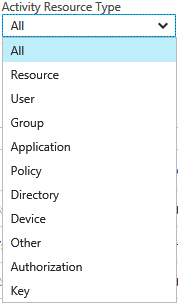 Activity Resource Type
All
All
Resource
User
Group
Application
Policy
Directory
Device
Other
Authorization
Key